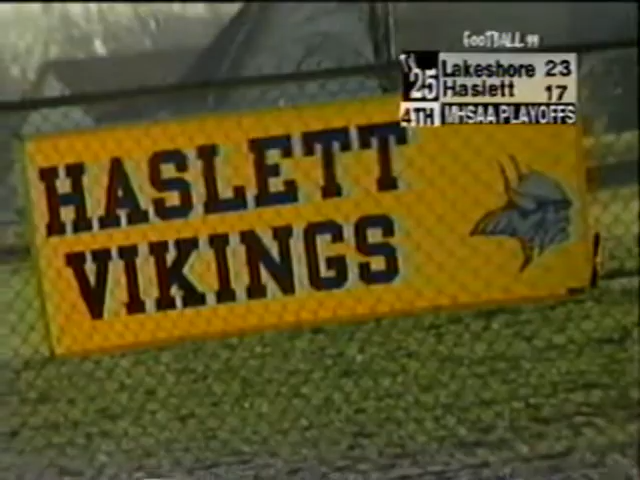 FOOTBALL 99
25
Lakeshore 23
Haslett 17
4TH MHSAA PLAYOFFS
HASLETT
VIKINGS